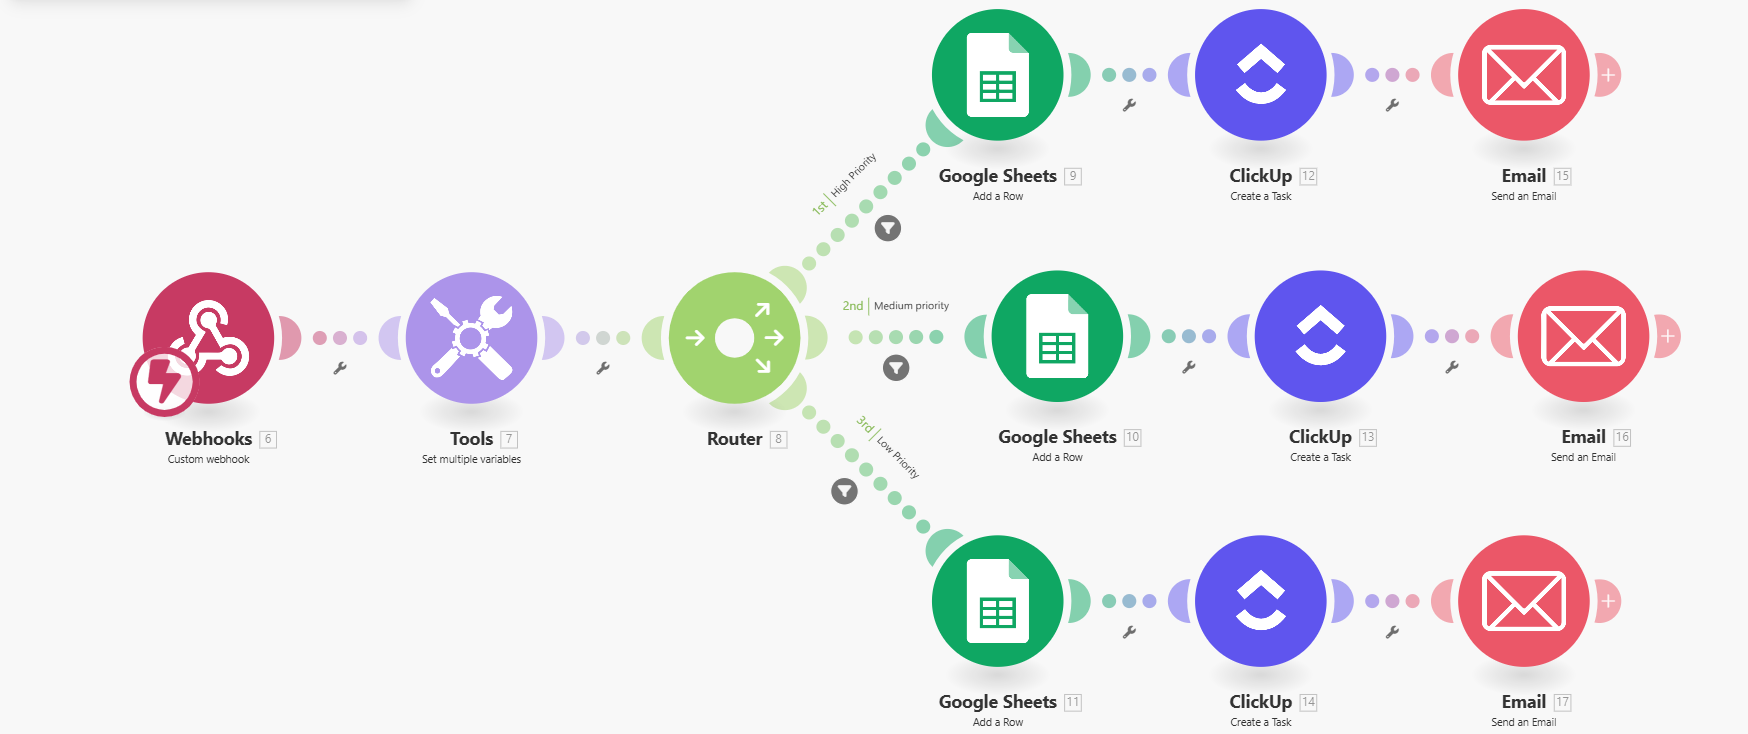 Webhooks 6
Custom webhook
Tools 7
Set multiple variables
Router 8
1st | High Priority
Google Sheets 9
Add a Row
ClickUp 12
Create a Task
Email 15
Send an Email
2nd | Medium priority
Google Sheets 10
Add a Row
ClickUp 13
Create a Task
Email 16
Send an Email
3rd | Low Priority
Google Sheets 11
Add a Row
ClickUp 14
Create a Task
Email 17
Send an Email